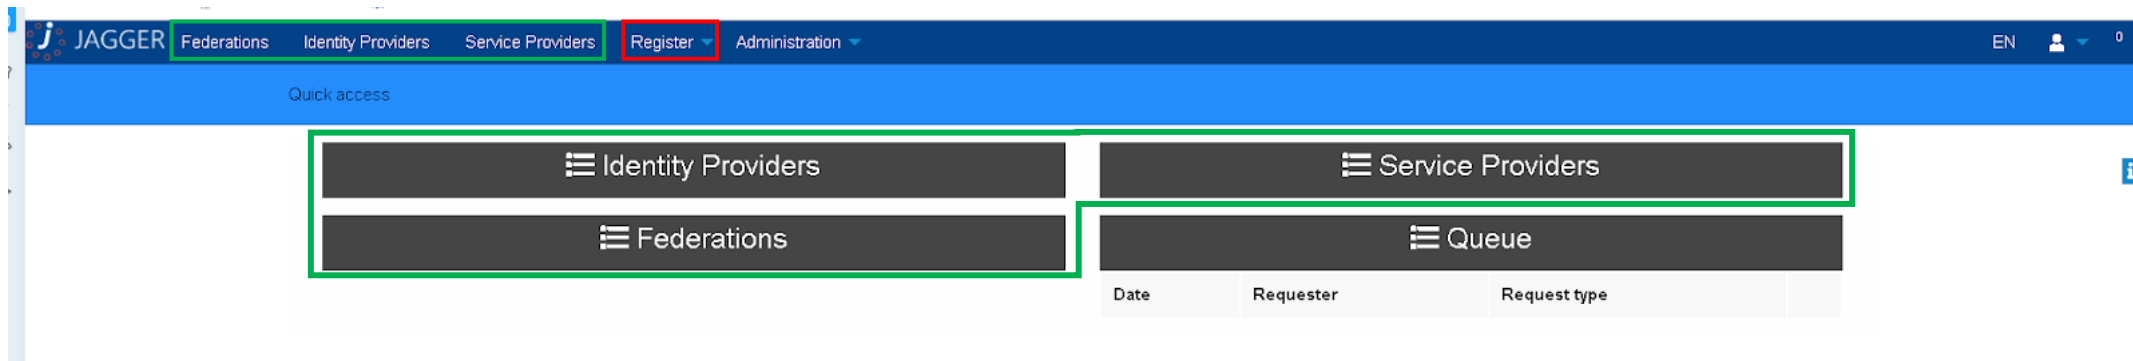 JAGGER Federations Identity Providers Service Providers Register Administration EN 0
Quick access
Identity Providers Service Providers
Federations Queue
Date Requester Request type